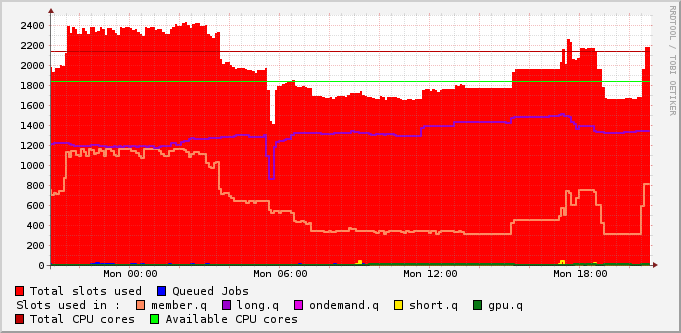 2400
2200
2000
1800
1600
1400
1200
1000
800
600
400
200
0
Mon 00:00 Mon 06:00 Mon 12:00 Mon 18:00
Total slots used Queued Jobs
Slots used in : member.q long.q ondemand.q short.q gpu.q
Total CPU cores Available CPU cores
RRDTOOL / TOBI OETIKER